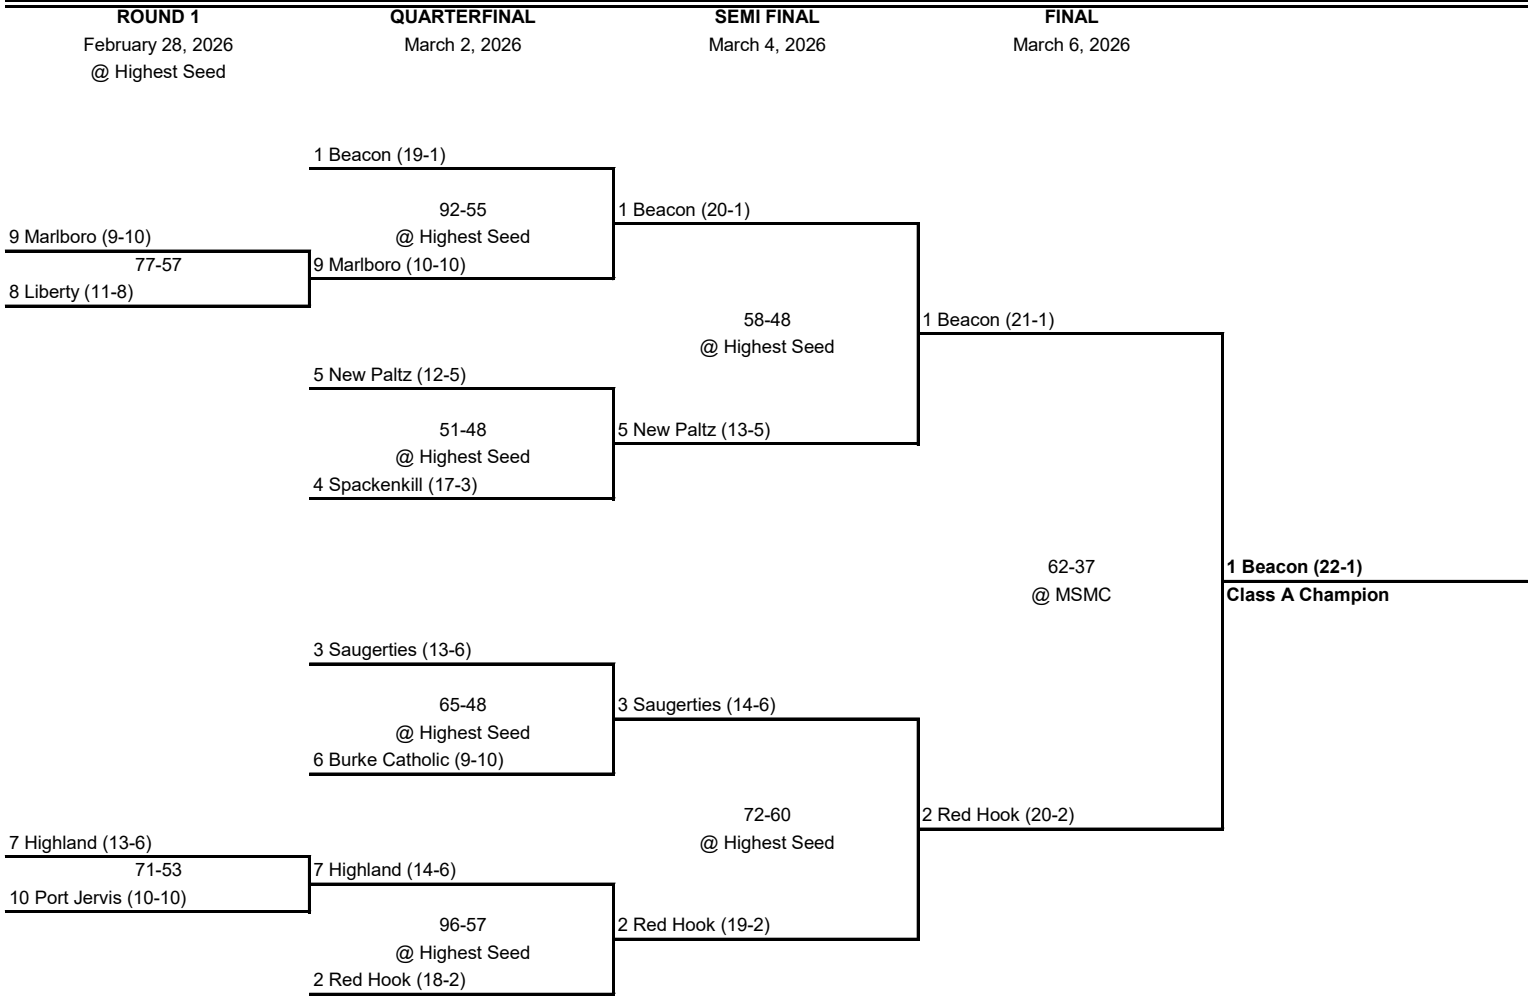 ROUND 1
QUARTERFINAL
SEMI FINAL
FINAL
February 28, 2026
March 2, 2026
March 4, 2026
March 6, 2026
@ Highest Seed
1 Beacon (19-1)
92-55
1 Beacon (20-1)
9 Marlboro (9-10)
@ Highest Seed
77-57
9 Marlboro (10-10)
8 Liberty (11-8)
58-48
1 Beacon (21-1)
@ Highest Seed
5 New Paltz (12-5)
51-48
5 New Paltz (13-5)
@ Highest Seed
4 Spackenkill (17-3)
62-37
1 Beacon (22-1)
@ MSMC
Class A Champion
3 Saugerties (13-6)
65-48
3 Saugerties (14-6)
@ Highest Seed
6 Burke Catholic (9-10)
72-60
2 Red Hook (20-2)
7 Highland (13-6)
@ Highest Seed
71-53
7 Highland (14-6)
10 Port Jervis (10-10)
96-57
2 Red Hook (19-2)
@ Highest Seed
2 Red Hook (18-2)